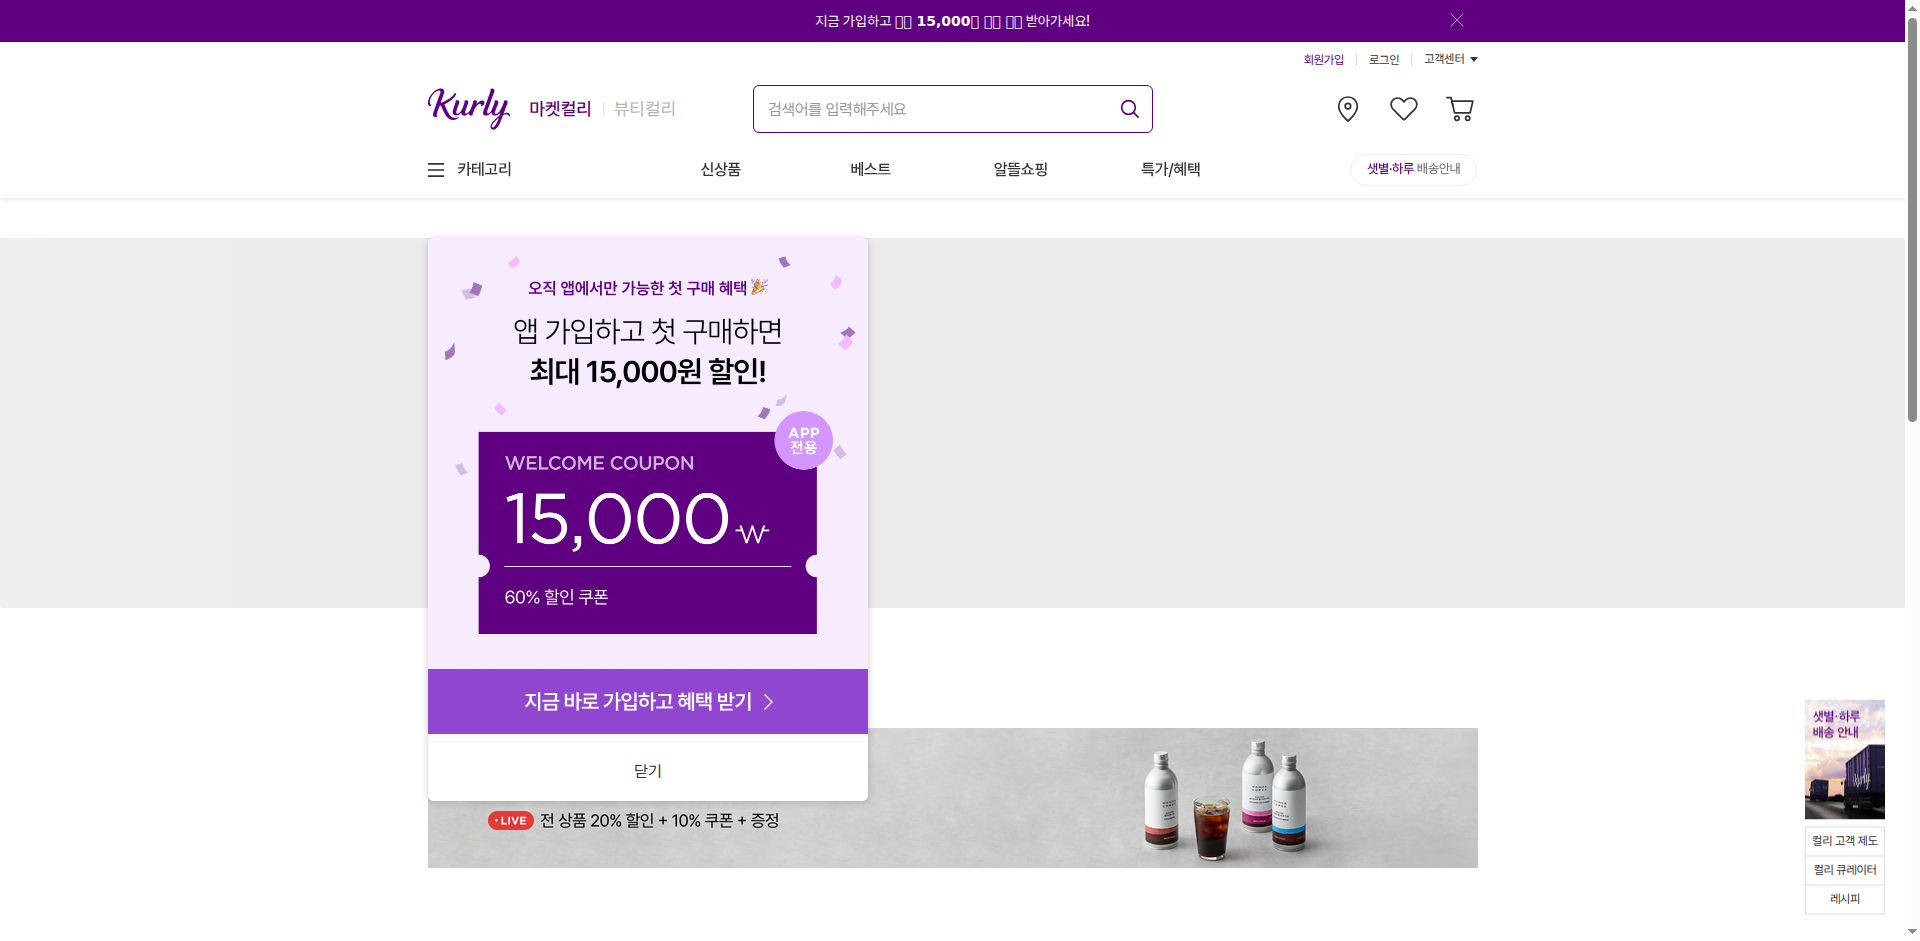 지금 가입하고 15,000 받아가세요!
회원가입
로그인
고객센터
Kurly
마켓컬리
뷰티컬리
검색어를 입력해주세요
카테고리
신상품
베스트
알뜰쇼핑
특가/혜택
샛별·하루 배송안내
오직 앱에서만 가능한 첫 구매 혜택
앱 가입하고 첫 구매하면
최대 15,000원 할인!
APP
전용
WELCOME COUPON
15,000₩
60% 할인 쿠폰
지금 바로 가입하고 혜택 받기
닫기
LIVE 전 상품 20% 할인 + 10% 쿠폰 + 증정
샛별·하루
배송 안내
Kurly
컬리 고객 제도
컬리 큐레이터
레시피